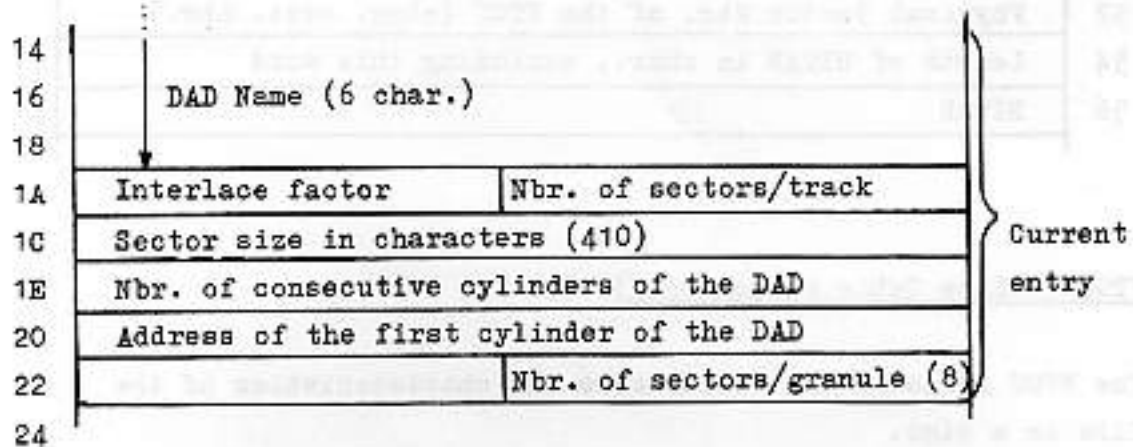 14
16 DAD Name (6 char.)
18
1A Interlace factor Nbr. of sectors/track
1C Sector size in characters (410) Current
1E Nbr. of consecutive cylinders of the DAD entry
20 Address of the first cylinder of the DAD
22 Nbr. of sectors/granule (8)
24